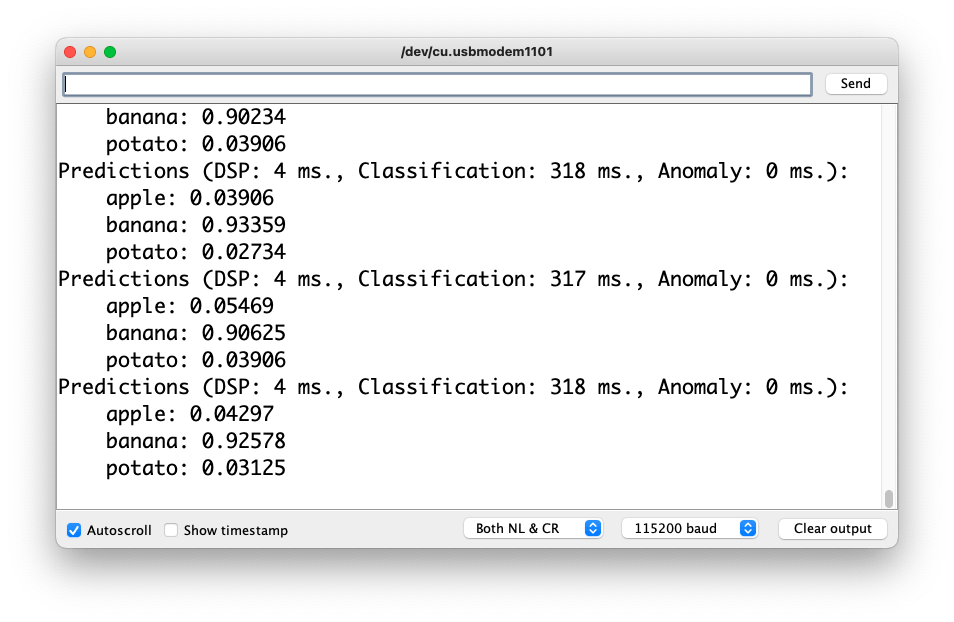 /dev/cu.usbmodem1101
Send
banana: 0.90234
potato: 0.03906
Predictions (DSP: 4 ms., Classification: 318 ms., Anomaly: 0 ms.):
apple: 0.03906
banana: 0.93359
potato: 0.02734
Predictions (DSP: 4 ms., Classification: 317 ms., Anomaly: 0 ms.):
apple: 0.05469
banana: 0.90625
potato: 0.03906
Predictions (DSP: 4 ms., Classification: 318 ms., Anomaly: 0 ms.):
apple: 0.04297
banana: 0.92578
potato: 0.03125
Autoscroll Show timestamp Both NL & CR 115200 baud Clear output